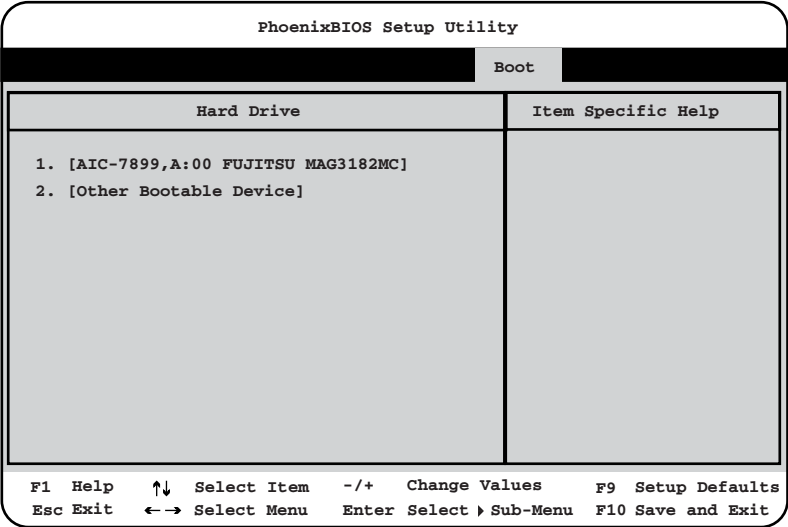 PhoenixBIOS Setup Utility
Boot
Hard Drive
Item Specific Help
1. [AIC-7899,A:00 FUJITSU MAG3182MC]
2. [Other Bootable Device]
F1 Help ↑↓ Select Item -/+ Change Values F9 Setup Defaults
Esc Exit ←→ Select Menu Enter Select ▸ Sub-Menu F10 Save and Exit